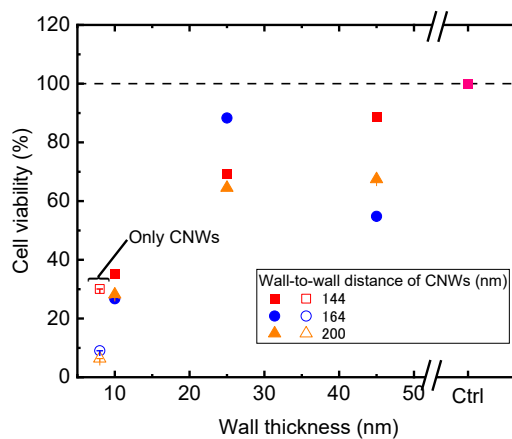 120
100
80
60
40
20
0
Cell viability (%)
Only CNWs
Wall-to-wall distance of CNWs (nm)
144
164
200
10 20 30 40 50 Ctrl
Wall thickness (nm)